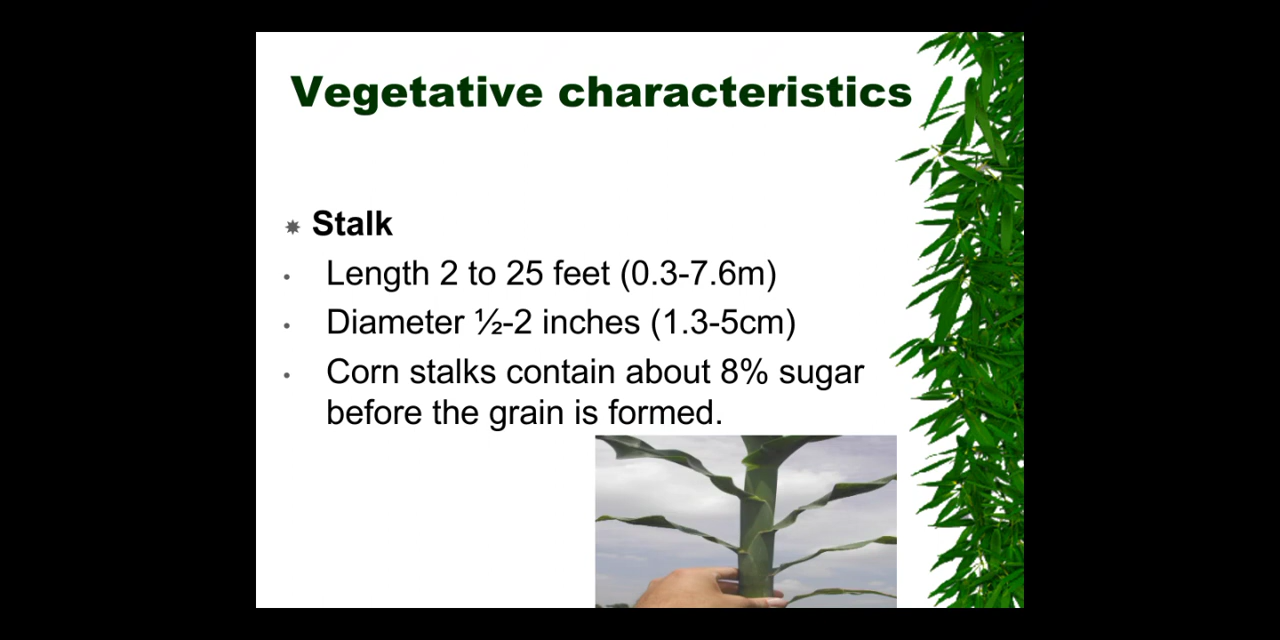 Vegetative characteristics
Stalk
Length 2 to 25 feet (0.3-7.6m)
Diameter ½-2 inches (1.3-5cm)
Corn stalks contain about 8% sugar
before the grain is formed.